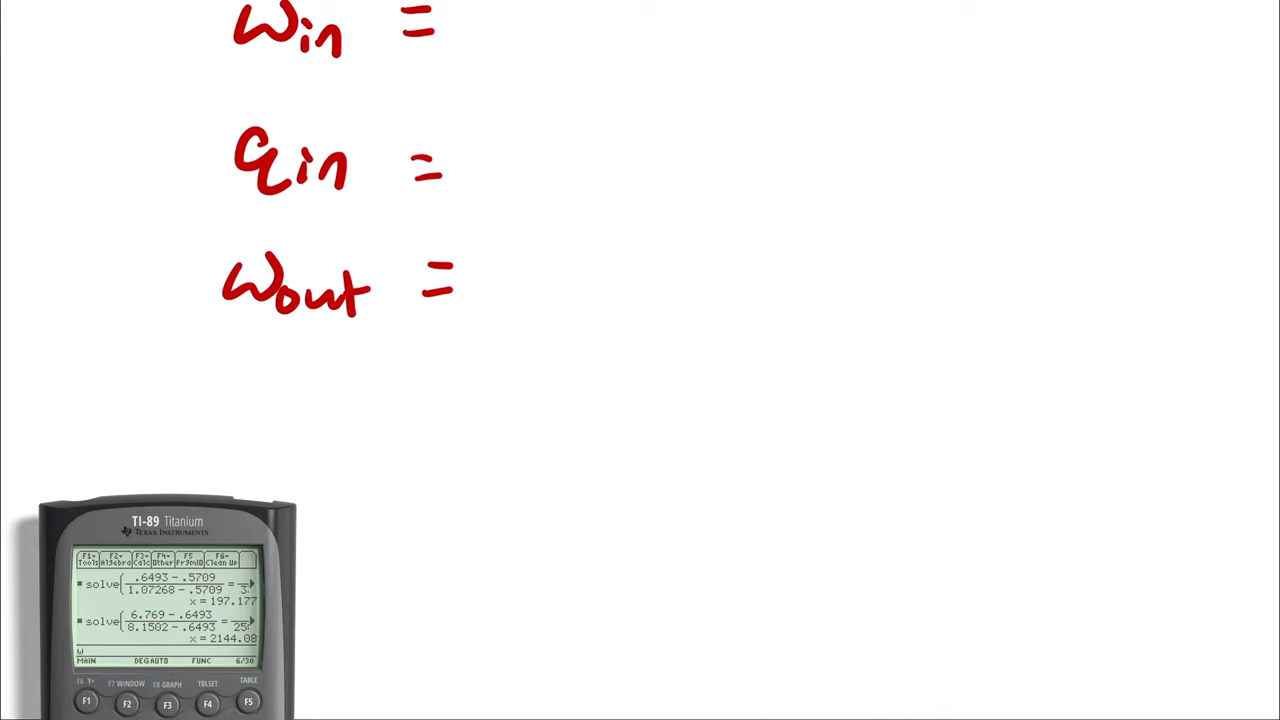 win =
qin =
wout =
TI-89 Titanium
TEXAS INSTRUMENTS
F1▾ F2▾ F3▾ F4▾ F5 F6▾
Tools Algebra Calc Other PrgmIO Clean Up
▪ solve( (.6493 - .5709)/(1.07268 - .5709) =
x = 197.177
▪ solve( (6.769 - .6493)/(8.1502 - .6493) =
x = 2144.08
w
MAIN DEG AUTO FUNC 6/30
F6 Y= F7 WINDOW F8 GRAPH TBLSET TABLE
F1 F2 F3 F4 F5